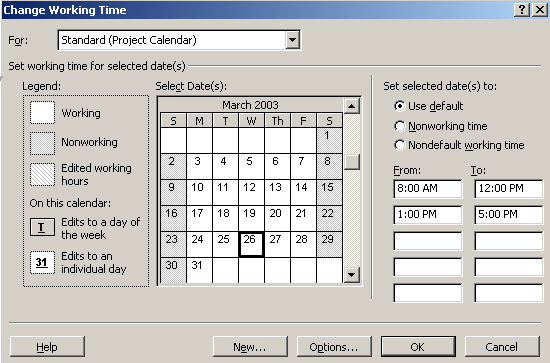 Change Working Time
For: Standard (Project Calendar)
Set working time for selected date(s)
Legend:
Working
Nonworking
Edited working
hours
On this calendar:
T Edits to a day of
the week
31 Edits to an
individual day
Select Date(s):
March 2003
S M T W Th F S
1
2 3 4 5 6 7 8
9 10 11 12 13 14 15
16 17 18 19 20 21 22
23 24 25 26 27 28 29
30 31
Set selected date(s) to:
Use default
Nonworking time
Nondefault working time
From: To:
8:00 AM 12:00 PM
1:00 PM 5:00 PM
Help New... Options... OK Cancel